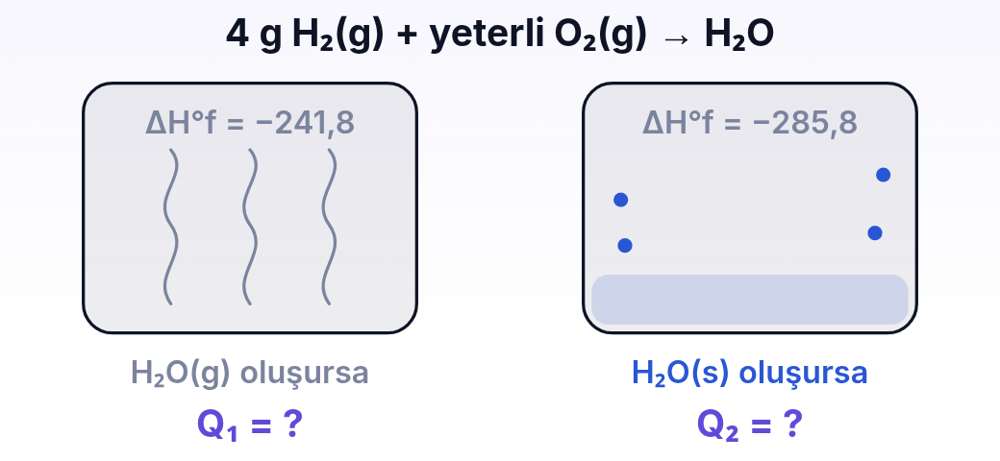 4 g H₂(g) + yeterli O₂(g) → H₂O
ΔH°f = −241,8
ΔH°f = −285,8
H₂O(g) oluşursa
H₂O(s) oluşursa
Q₁ = ?
Q₂ = ?